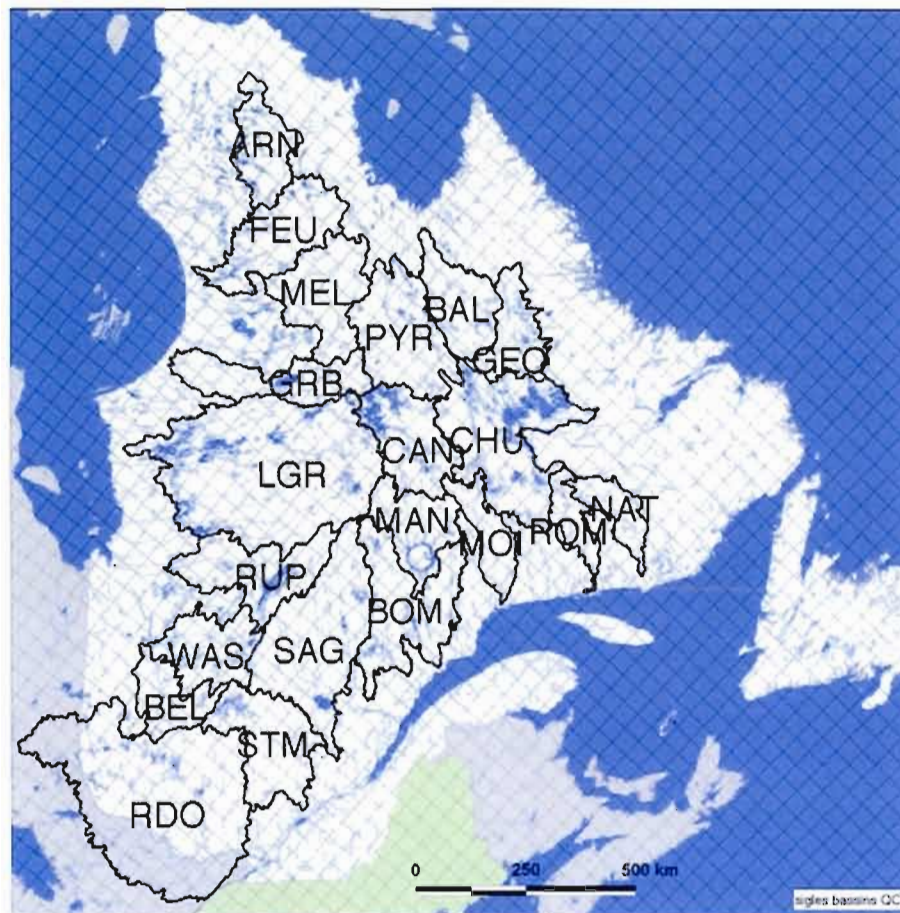 ARN
FEU
MEL
BAL
PYR
GEO
GRB
CHU
CAN
LGR
NAT
MAN
ROM
MOI
RUP
BOM
SAG
WAS
BEL
STM
RDO
0 250 500 km
sigles bassins QC